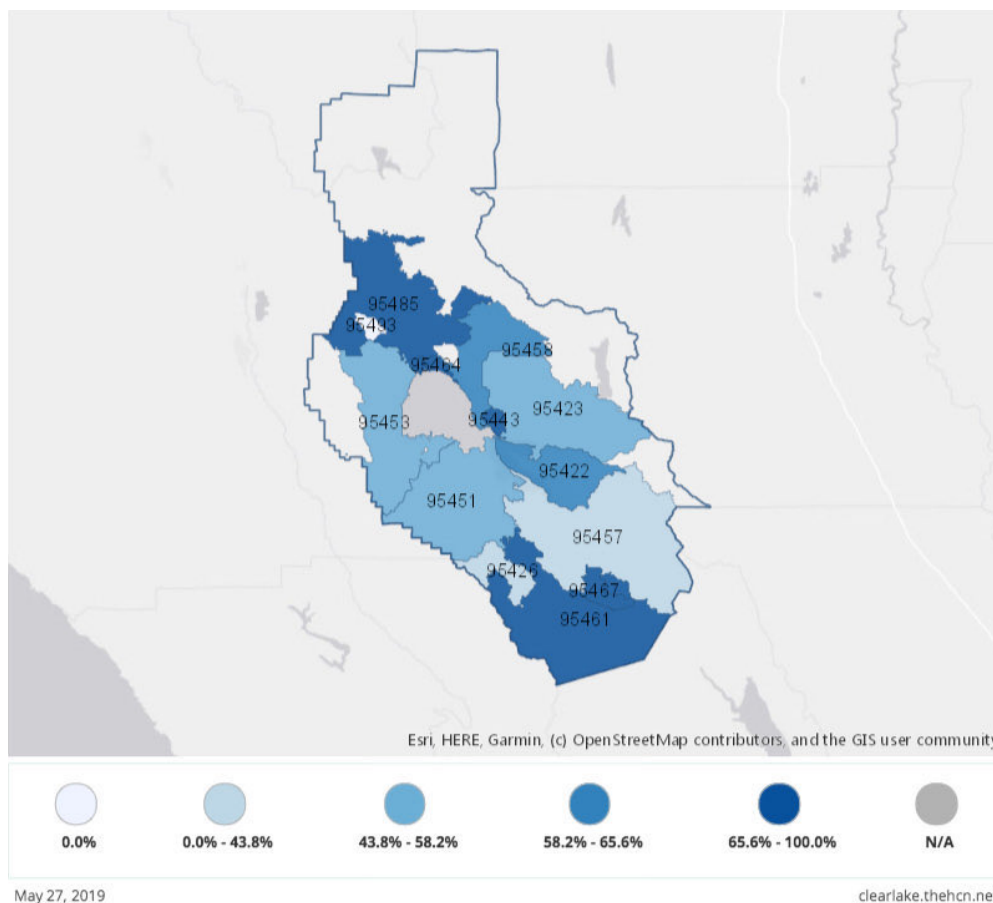 95485
95493
95464
95458
95453
95443
95423
95422
95451
95457
95426
95467
95461
Esri, HERE, Garmin, (c) OpenStreetMap contributors, and the GIS user community
0.0%
0.0% - 43.8%
43.8% - 58.2%
58.2% - 65.6%
65.6% - 100.0%
N/A
May 27, 2019
clearlake.thehcn.ne